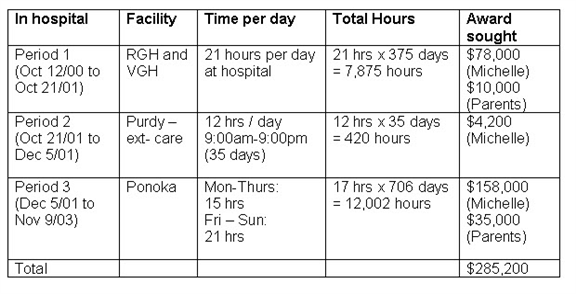 In hospital Facility Time per day Total Hours Award
sought
Period 1 RGH and 21 hours per day 21 hrs x 375 days $78,000
(Oct 12/00 to VGH at hospital = 7,875 hours (Michelle)
Oct 21/01) $10,000
(Parents)
Period 2 Purdy – 12 hrs / day 12 hrs x 35 days $4,200
(Oct 21/01 to ext- care 9:00am-9:00pm = 420 hours (Michelle)
Dec 5/01) (35 days)
Period 3 Ponoka Mon-Thurs: 17 hrs x 706 days $158,000
(Dec 5/01 to 15 hrs = 12,002 hours (Michelle)
Nov 9/03) Fri – Sun: $35,000
21 hrs (Parents)
Total $285,200